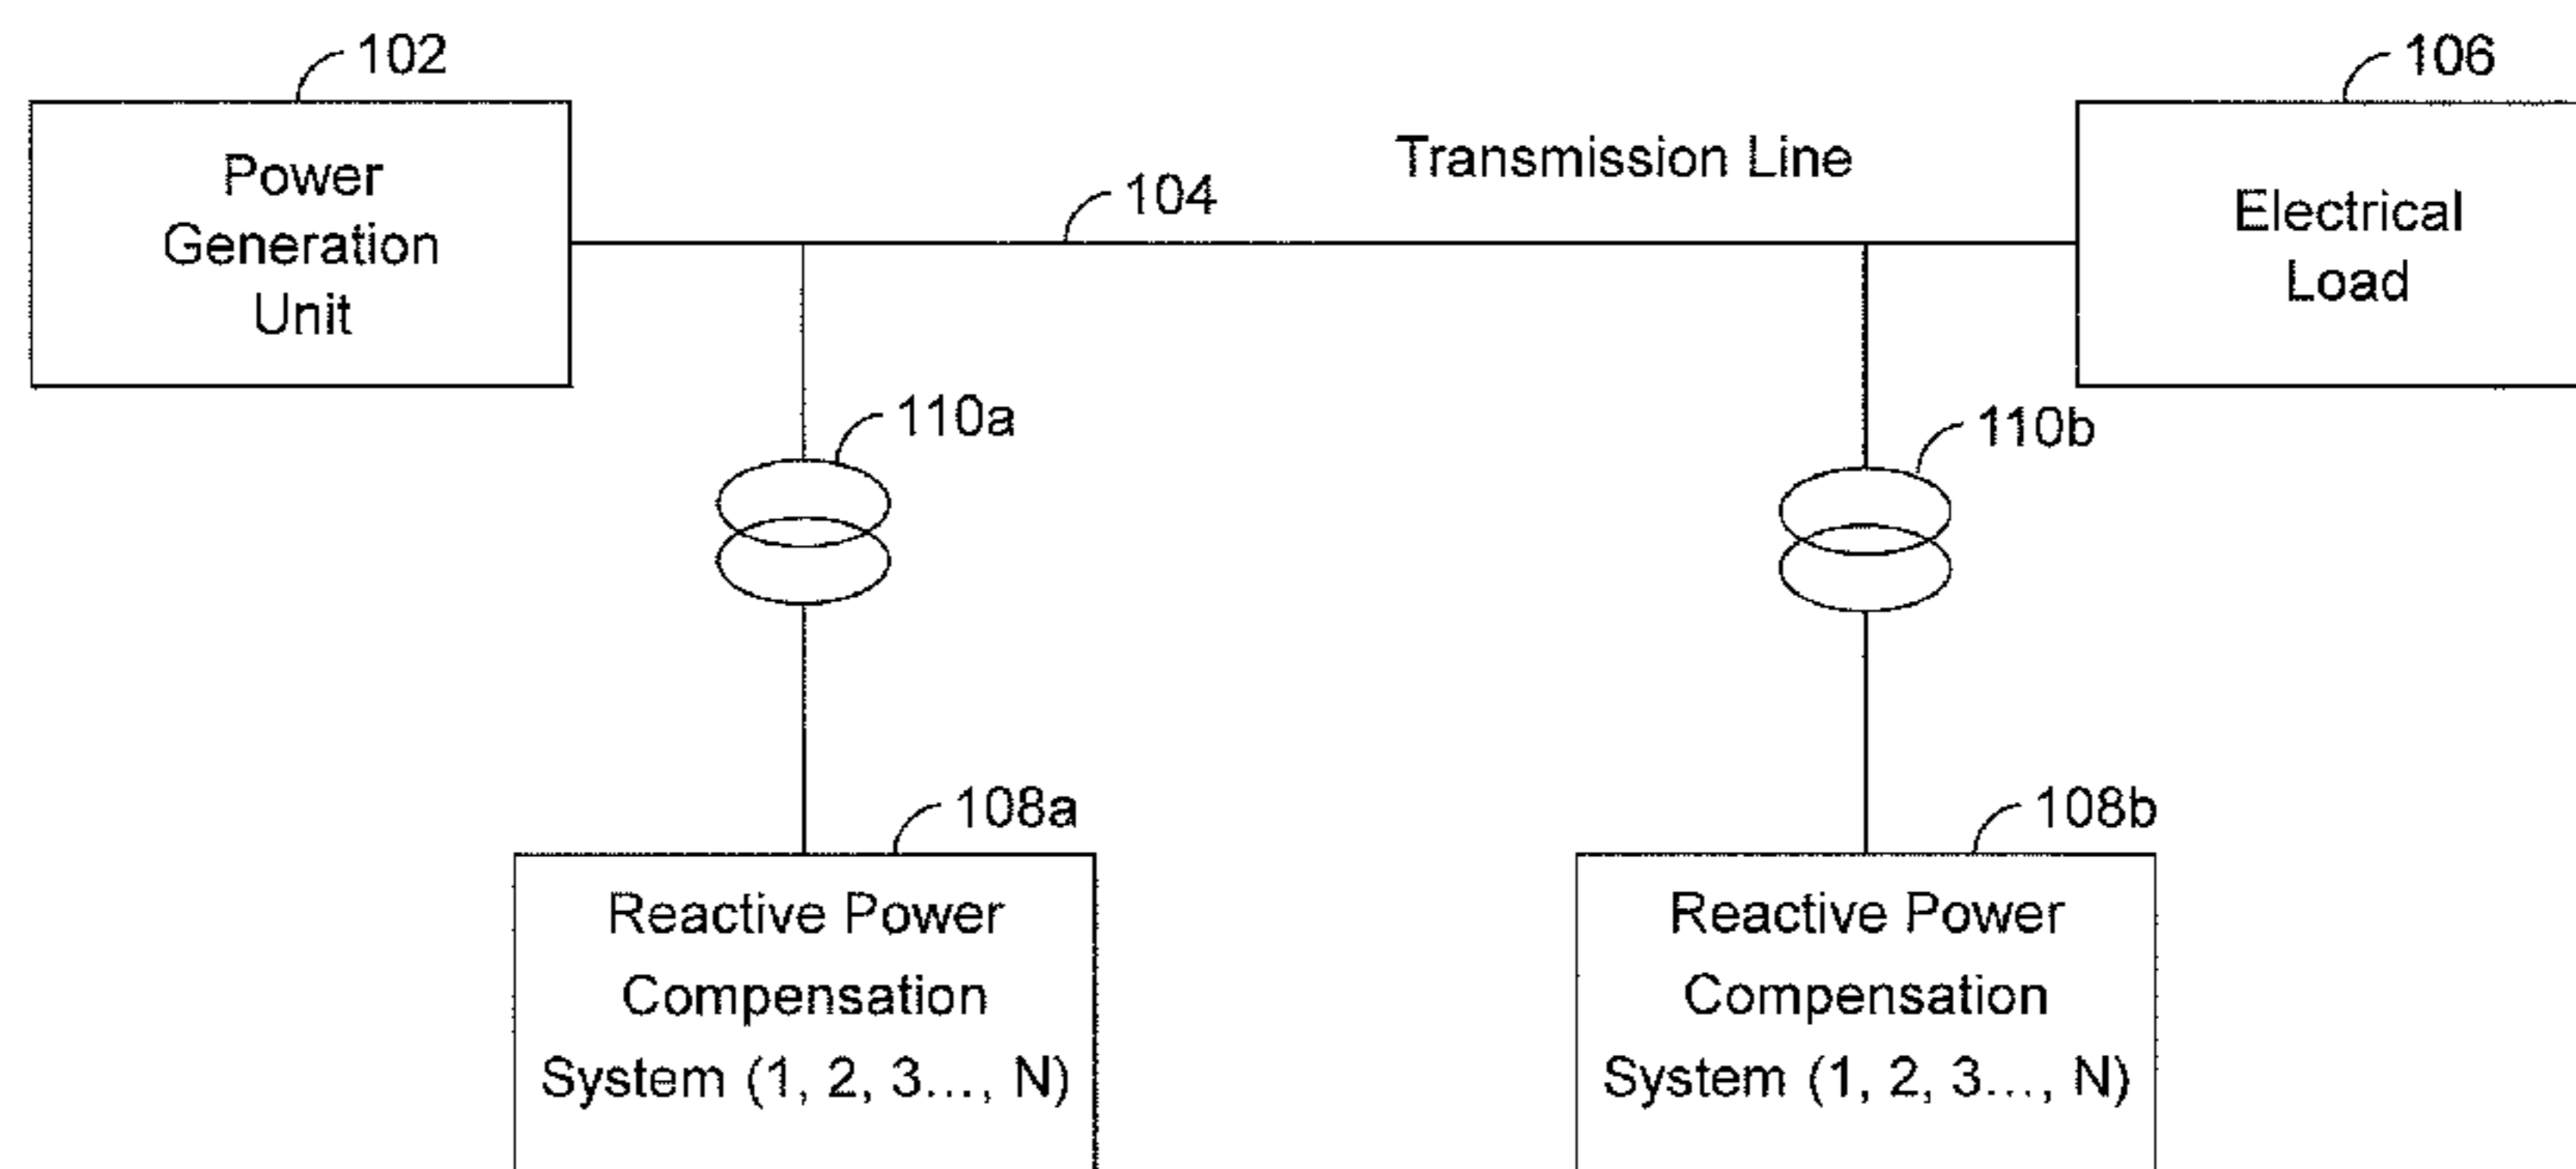 102
106
Power
Generation
Unit
Transmission Line
104
Electrical
Load
110a
110b
108a
108b
Reactive Power
Compensation
System (1, 2, 3..., N)
Reactive Power
Compensation
System (1, 2, 3..., N)